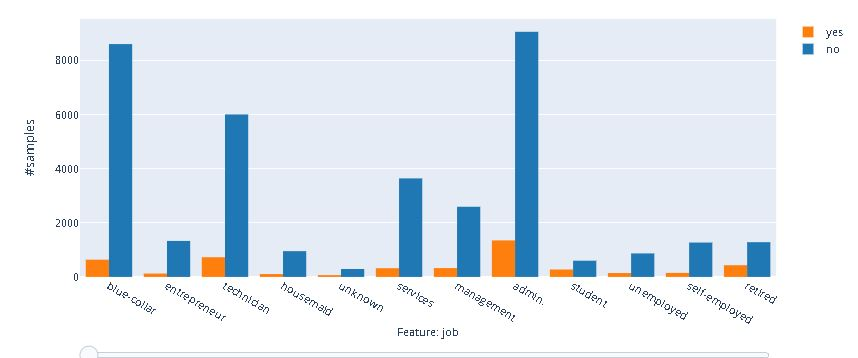 yes
no
8000
6000
4000
2000
0
#samples
blue-collar
entrepreneur
technician
housemaid
unknown
services
management
admin.
student
unemployed
self-employed
retired
Feature: job